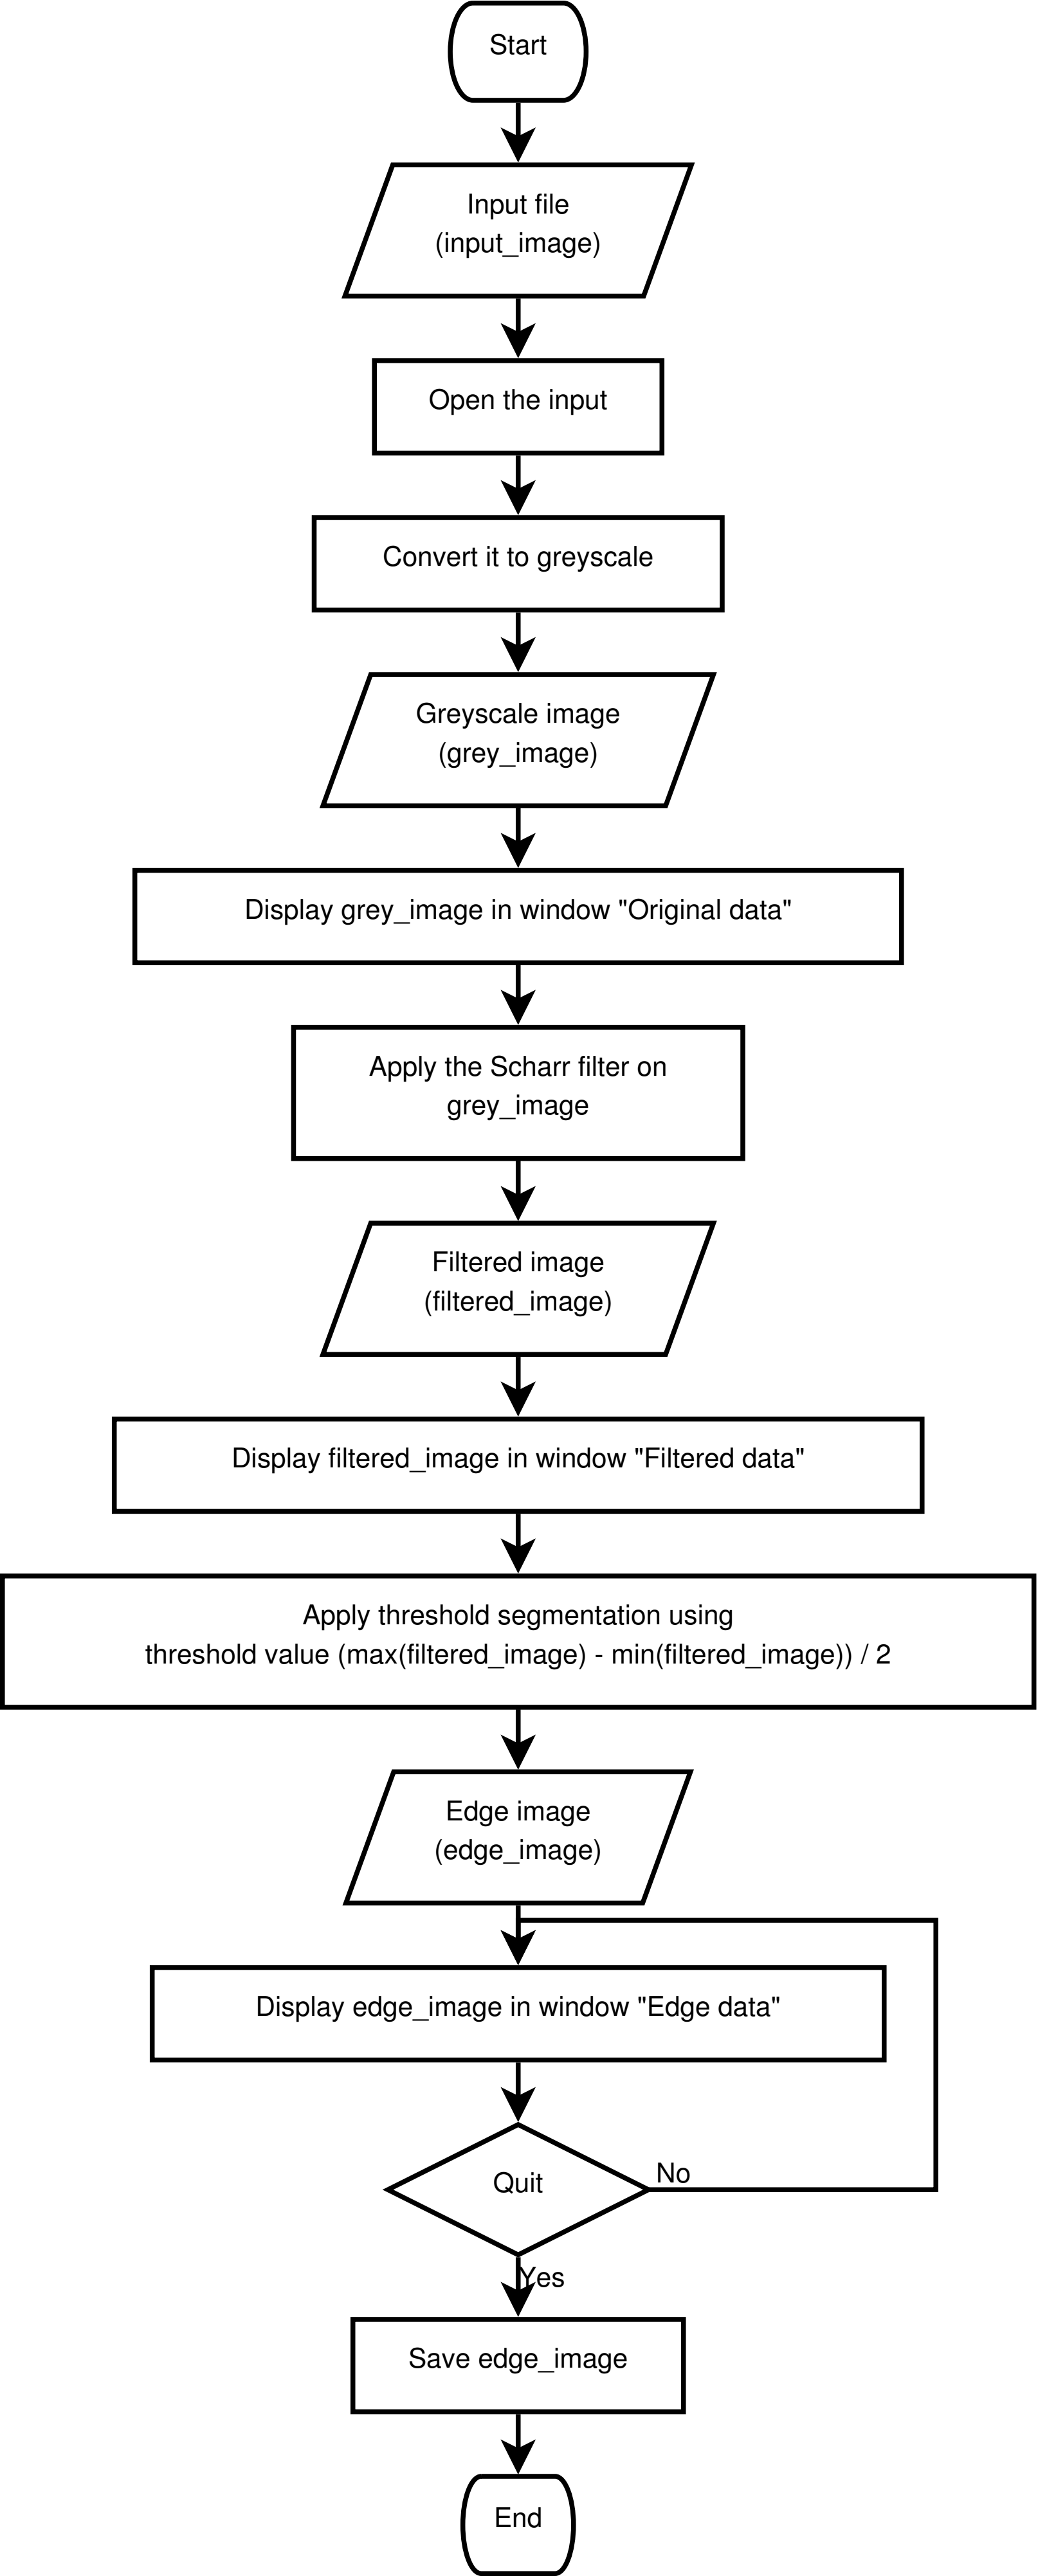 Start
Input file
(input_image)
Open the input
Convert it to greyscale
Greyscale image
(grey_image)
Display grey_image in window "Original data"
Apply the Scharr filter on
grey_image
Filtered image
(filtered_image)
Display filtered_image in window "Filtered data"
Apply threshold segmentation using
threshold value (max(filtered_image) - min(filtered_image)) / 2
Edge image
(edge_image)
Display edge_image in window "Edge data"
Quit
No
Yes
Save edge_image
End